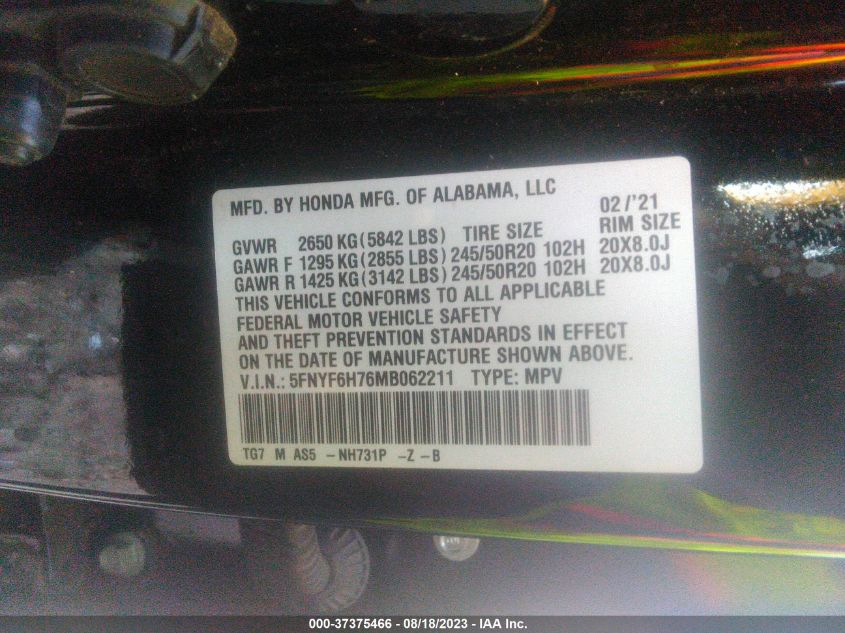 MFD. BY HONDA MFG. OF ALABAMA, LLC 02/'21
GVWR 2650 KG (5842 LBS) TIRE SIZE RIM SIZE
GAWR F 1295 KG (2855 LBS) 245/50R20 102H 20X8.0J
GAWR R 1425 KG (3142 LBS) 245/50R20 102H 20X8.0J
THIS VEHICLE CONFORMS TO ALL APPLICABLE
FEDERAL MOTOR VEHICLE SAFETY
AND THEFT PREVENTION STANDARDS IN EFFECT
ON THE DATE OF MANUFACTURE SHOWN ABOVE.
V.I.N.: 5FNYF6H76MB062211 TYPE: MPV
TG7 M AS5 - NH731P - Z - B
000-37375466 - 08/18/2023 - IAA Inc.